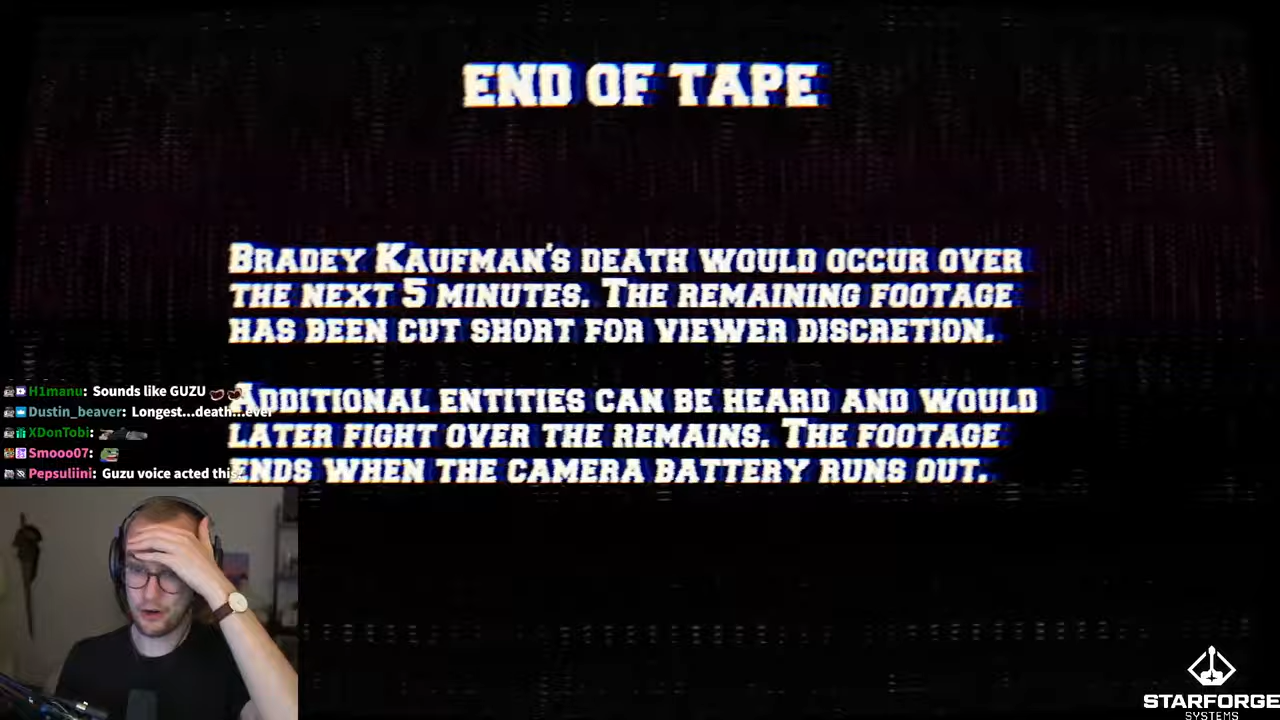 END OF TAPE
BRADEY KAUFMAN'S DEATH WOULD OCCUR OVER
THE NEXT 5 MINUTES. THE REMAINING FOOTAGE
HAS BEEN CUT SHORT FOR VIEWER DISCRETION.
ADDITIONAL ENTITIES CAN BE HEARD AND WOULD
LATER FIGHT OVER THE REMAINS. THE FOOTAGE
ENDS WHEN THE CAMERA BATTERY RUNS OUT.
H1manu: Sounds like GUZU
Dustin_beaver: Longest...death...ever
XDonTobi:
Smooo07:
Pepsuliini: Guzu voice acted this?
STARFORGE
SYSTEMS